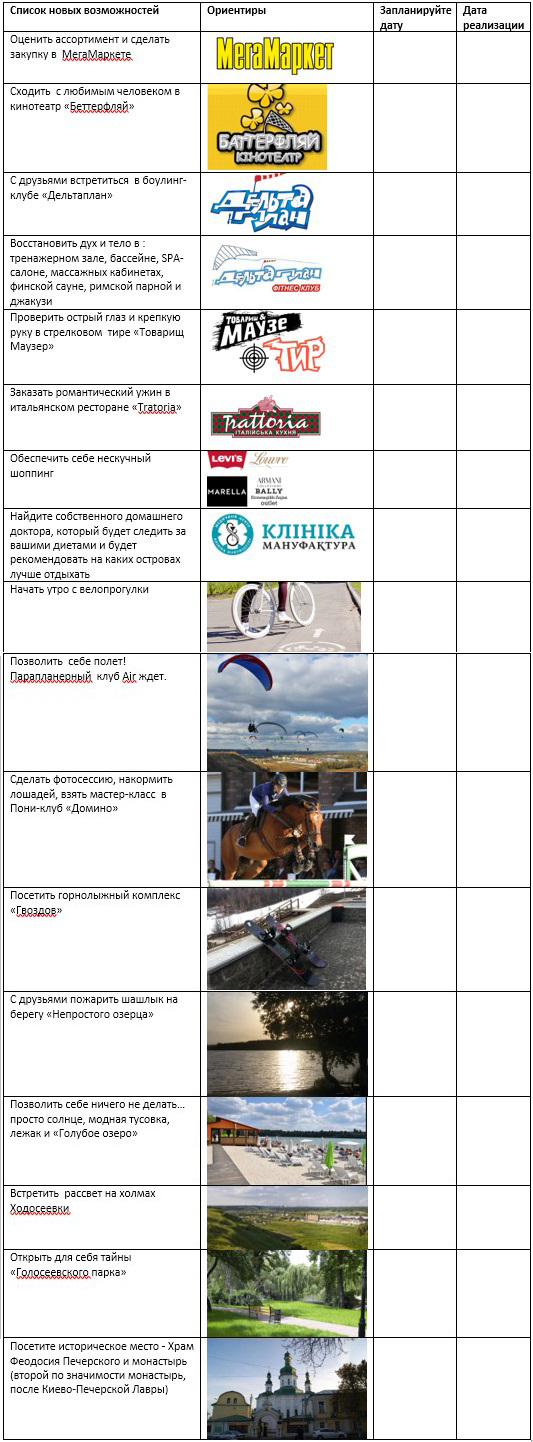 Список новых возможностей
Ориентиры
Запланируйте
дату
Дата
реализации
Оценить ассортимент и сделать
закупку в МегаМаркете
МегаМаркет
Сходить с любимым человеком в
кинотеатр «Беттерфляй»
БАТТЕРФЛЯЙ
КІНОТЕАТР
С друзьями встретиться в боулинг-
клубе «Дельтаплан»
Дельта
план
Восстановить дух и тело в :
тренажерном зале, бассейне, SPA-
салоне, массажных кабинетах,
финской сауне, римской парной и
джакузи
Дельта план
ФІТНЕС КЛУБ
Проверить острый глаз и крепкую
руку в стрелковом тире «Товарищ
Маузер»
ТОВАРИЩ
МАУЗЕ
ТИР
Заказать романтический ужин в
итальянском ресторане «Tratoria»
Trattoria
ІТАЛІЙСЬКА КУХНЯ
Обеспечить себе нескучный
шоппинг
LEVI'S
Louvre
MARELLA
ARMANI
BALLY
Ermenegildo Zegna
outlet
Найдите собственного домашнего
доктора, который будет следить за
вашими диетами и будет
рекомендовать на каких островах
лучше отдыхать
КЛІНІКА
МАНУФАКТУРА
Начать утро с велопрогулки
Позволить себе полет!
Парапланерный клуб Air ждет.
Сделать фотосессию, накормить
лошадей, взять мастер-класс в
Пони-клуб «Домино»
Посетить горнолыжный комплекс
«Гвоздов»
С друзьями пожарить шашлык на
берегу «Непростого озерца»
Позволить себе ничего не делать…
просто солнце, модная тусовка,
лежак и «Голубое озеро»
Встретить рассвет на холмах
Ходосеевки
Открыть для себя тайны
«Голосеевского парка»
Посетите историческое место - Храм
Феодосия Печерского и монастырь
(второй по значимости монастырь,
после Киево-Печерской Лавры)